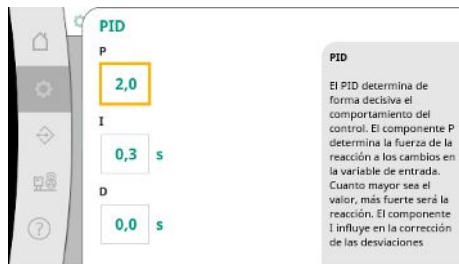 PID
P
2,0
I
0,3 s
D
0,0 s
PID
El PID determina de
forma decisiva el
comportamiento del
control. El componente P
determina la fuerza de la
reacción a los cambios en
la variable de entrada.
Cuanto mayor sea el
valor, más fuerte será la
reacción. El componente
I influye en la corrección
de las desviaciones